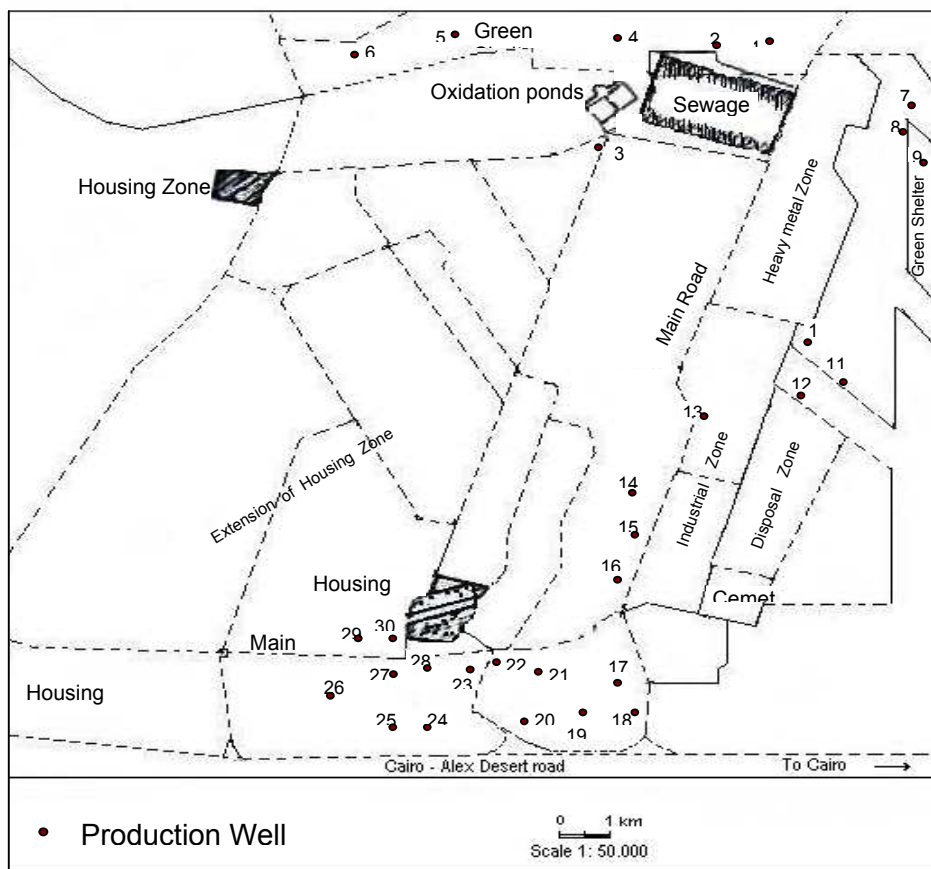 5
Green
4
2
1
6
Oxidation ponds
Sewage
7
8
3
9
Housing Zone
Green Shelter
Heavy metal Zone
Main Road
1
11
12
13
Zone
Extension of Housing Zone
14
Industrial
Disposal Zone
15
16
Housing
Cemet
29
30
Main
28
22
27
23
21
17
Housing
26
25
24
20
19
18
Cairo - Alex Desert road
To Cairo
Production Well
0 1 km
Scale 1: 50.000